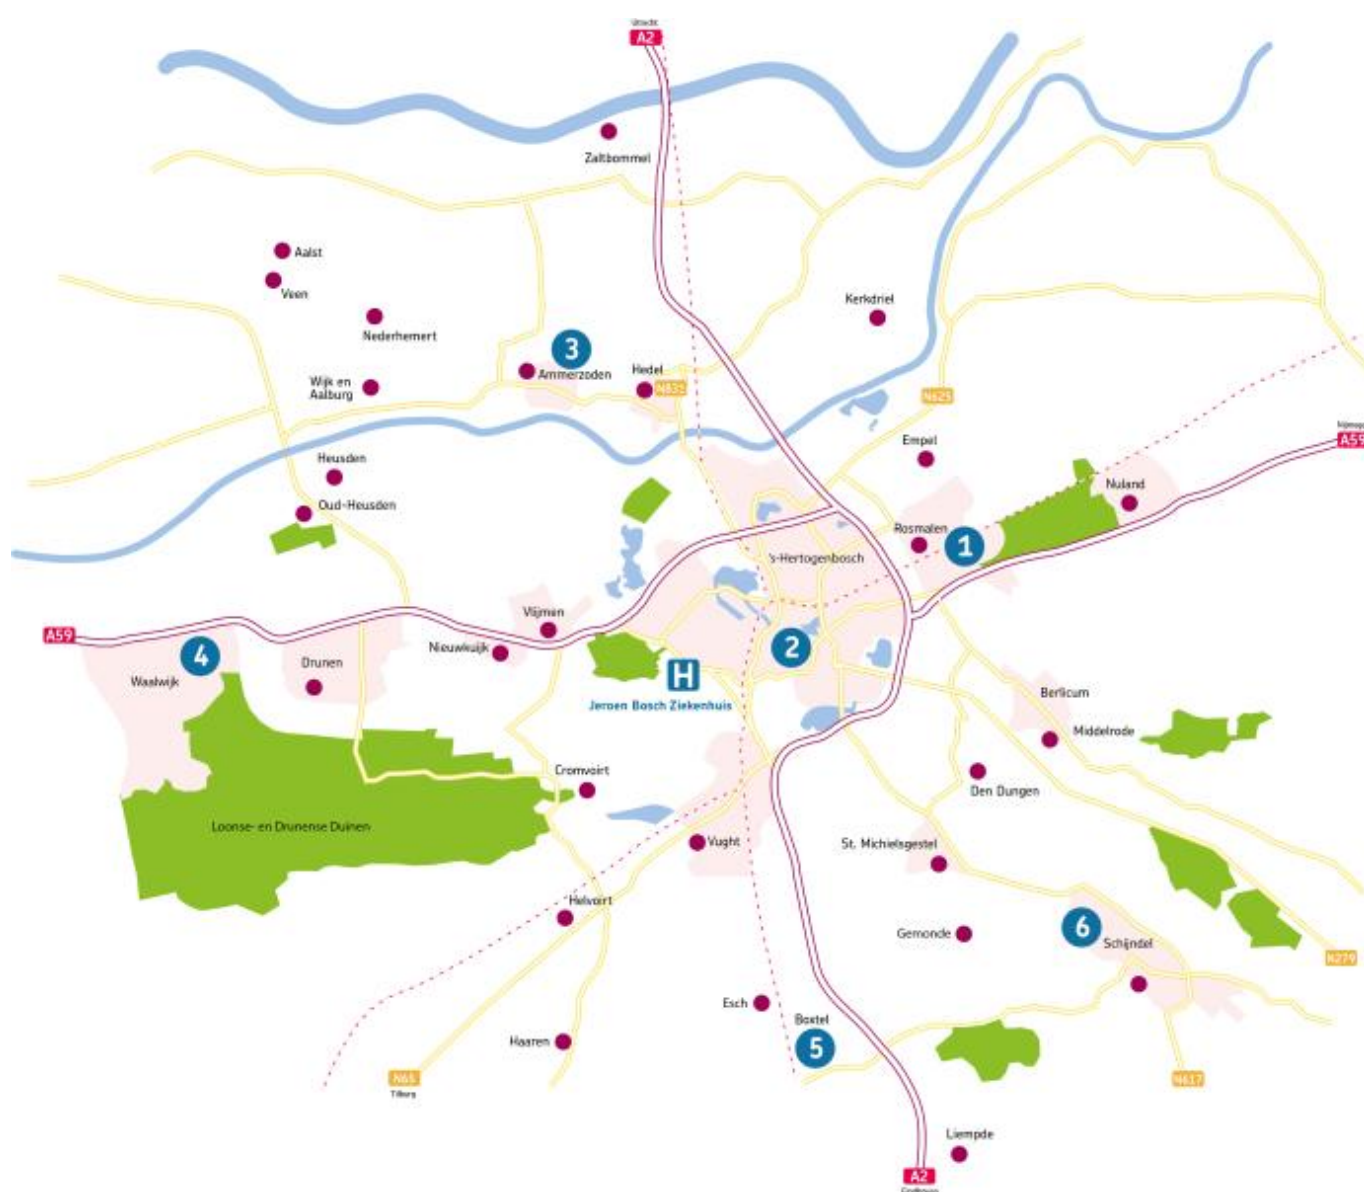 Utrecht
A2
Zaltbommel
Aalst
Veen
Nederhemert
Kerkdriel
3
Ammerzoden
Hedel
N831
Wijk en
Aalburg
N625
Nijmegen
A59
Empel
Heusden
Oud-Heusden
Nuland
Rosmalen
1
's-Hertogenbosch
Vlijmen
A59
4
Nieuwkuijk
2
Drunen
Waalwijk
H
Jeroen Bosch Ziekenhuis
Berlicum
Middelrode
Cromvoirt
Den Dungen
Loonse- en Drunense Duinen
Vught
St. Michielsgestel
Helvoirt
6
Gemonde
Schijndel
N279
Esch
Boxtel
5
Haaren
N65
Tilburg
N617
Liempde
A2
Eindhoven